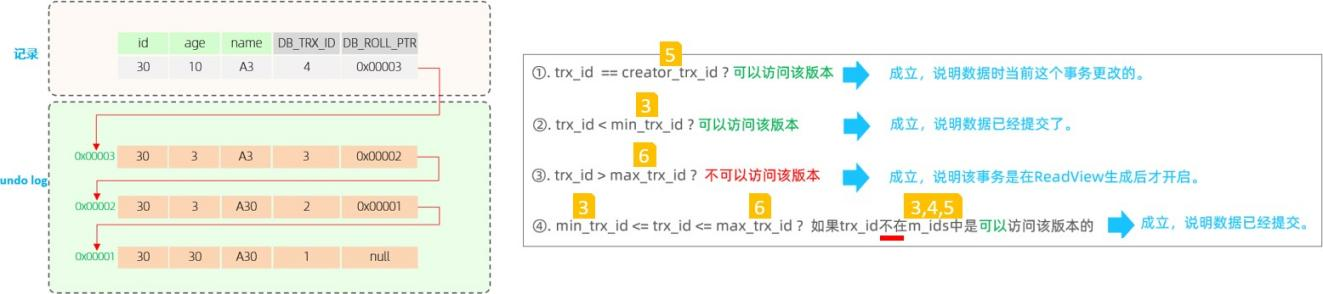 记录
id age name DB_TRX_ID DB_ROLL_PTR
30 10 A3 4 0x00003
undo log
0x00003 30 3 A3 3 0x00002
0x00002 30 3 A30 2 0x00001
0x00001 30 30 A30 1 null
5
①. trx_id == creator_trx_id ? 可以访问该版本 成立，说明数据时当前这个事务更改的。
3
②. trx_id < min_trx_id ? 可以访问该版本 成立，说明数据已经提交了。
6
③. trx_id > max_trx_id ? 不可以访问该版本 成立，说明该事务是在ReadView生成后才开启。
3 6 3,4,5
④. min_trx_id <= trx_id <= max_trx_id ? 如果trx_id不在m_ids中是可以访问该版本的 成立，说明数据已经提交。